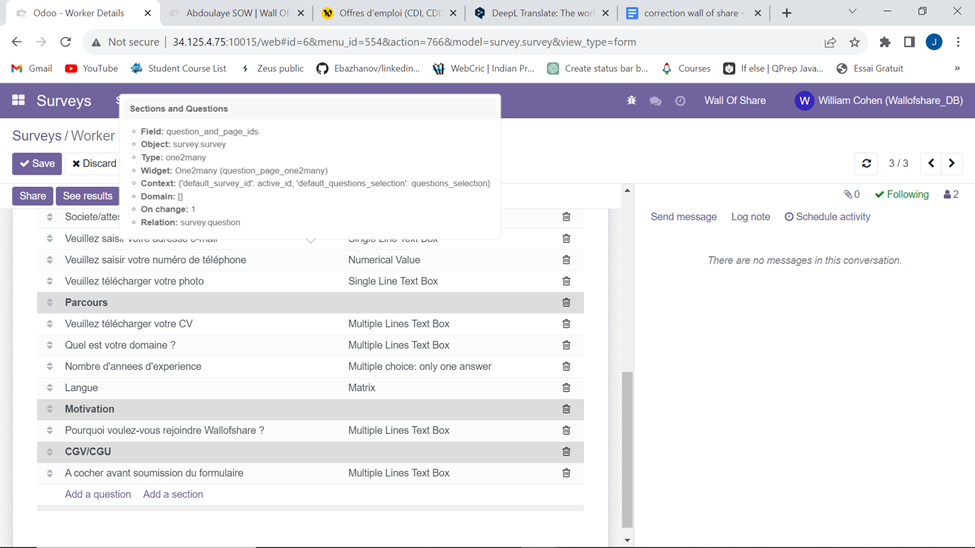 Odoo - Worker Details
Abdoulaye SOW | Wall Of
Offres d'emploi (CDI, CDD
DeepL Translate: The worl
correction wall of share -
Not secure | 34.125.4.75:10015/web#id=6&menu_id=554&action=766&model=survey.survey&view_type=form
J
Gmail YouTube Student Course List Zeus public Ebazhanov/linkedin... WebCric | Indian Pr... Create status bar b... Courses If else | QPrep Java... Essai Gratuit »
Surveys Wall Of Share W William Cohen (Wallofshare_DB)
Sections and Questions
Field: question_and_page_ids
Object: survey.survey
Type: one2many
Widget: One2many (question_page_one2many)
Context: {'default_survey_id': active_id, 'default_questions_selection': questions_selection}
Domain: []
On change: 1
Relation: survey.question
Surveys / Worker
Save Discard 3 / 3
Share See results
0 Following 2
Send message Log note Schedule activity
There are no messages in this conversation.
Societe/attes
Veuillez saisir votre adresse e-mail Single Line Text Box
Veuillez saisir votre numéro de téléphone Numerical Value
Veuillez télécharger votre photo Single Line Text Box
Parcours
Veuillez télécharger votre CV Multiple Lines Text Box
Quel est votre domaine ? Multiple Lines Text Box
Nombre d'annees d'experience Multiple choice: only one answer
Langue Matrix
Motivation
Pourquoi voulez-vous rejoindre Wallofshare ? Multiple Lines Text Box
CGV/CGU
A cocher avant soumission du formulaire Multiple Lines Text Box
Add a question Add a section